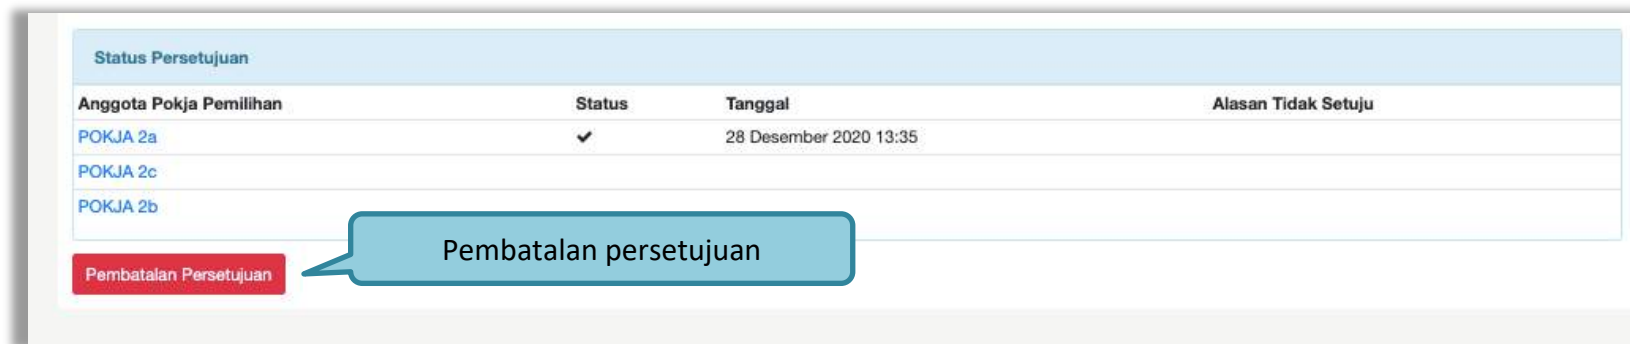 Status Persetujuan
Anggota Pokja Pemilihan Status Tanggal Alasan Tidak Setuju
POKJA 2a ✔ 28 Desember 2020 13:35
POKJA 2c
POKJA 2b
Pembatalan persetujuan
Pembatalan Persetujuan